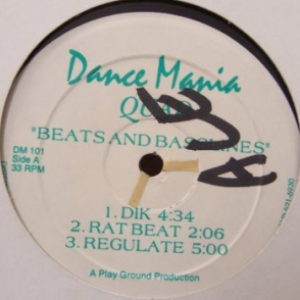 Dance Mania
"BEATS AND BASSLINES"
DM 101
Side A
33 RPM
1. DIK 4:34
2. RAT BEAT 2:06
3. REGULATE 5:00
A Play Ground Production